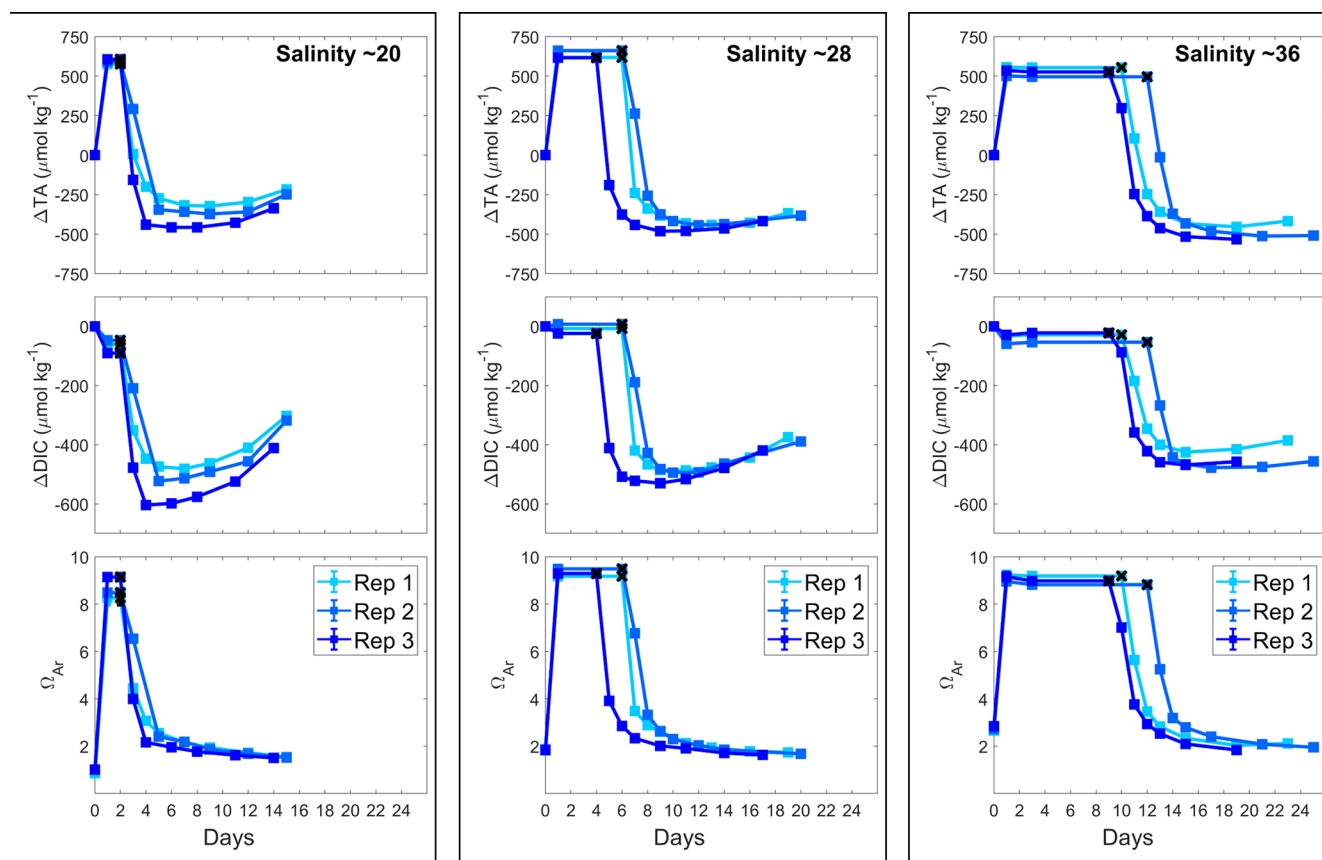 Salinity ~20
ΔTA (μmol kg⁻¹)
750
500
250
0
-250
-500
-750
ΔDIC (μmol kg⁻¹)
0
-200
-400
-600
Ω_Ar
10
8
6
4
2
Rep 1
Rep 2
Rep 3
0 2 4 6 8 10 12 14 16 18 20 22 24
Days
Salinity ~28
ΔTA (μmol kg⁻¹)
750
500
250
0
-250
-500
-750
ΔDIC (μmol kg⁻¹)
0
-200
-400
-600
Ω_Ar
10
8
6
4
2
Rep 1
Rep 2
Rep 3
0 2 4 6 8 10 12 14 16 18 20 22 24
Days
Salinity ~36
ΔTA (μmol kg⁻¹)
750
500
250
0
-250
-500
-750
ΔDIC (μmol kg⁻¹)
0
-200
-400
-600
Ω_Ar
10
8
6
4
2
Rep 1
Rep 2
Rep 3
0 2 4 6 8 10 12 14 16 18 20 22 24
Days